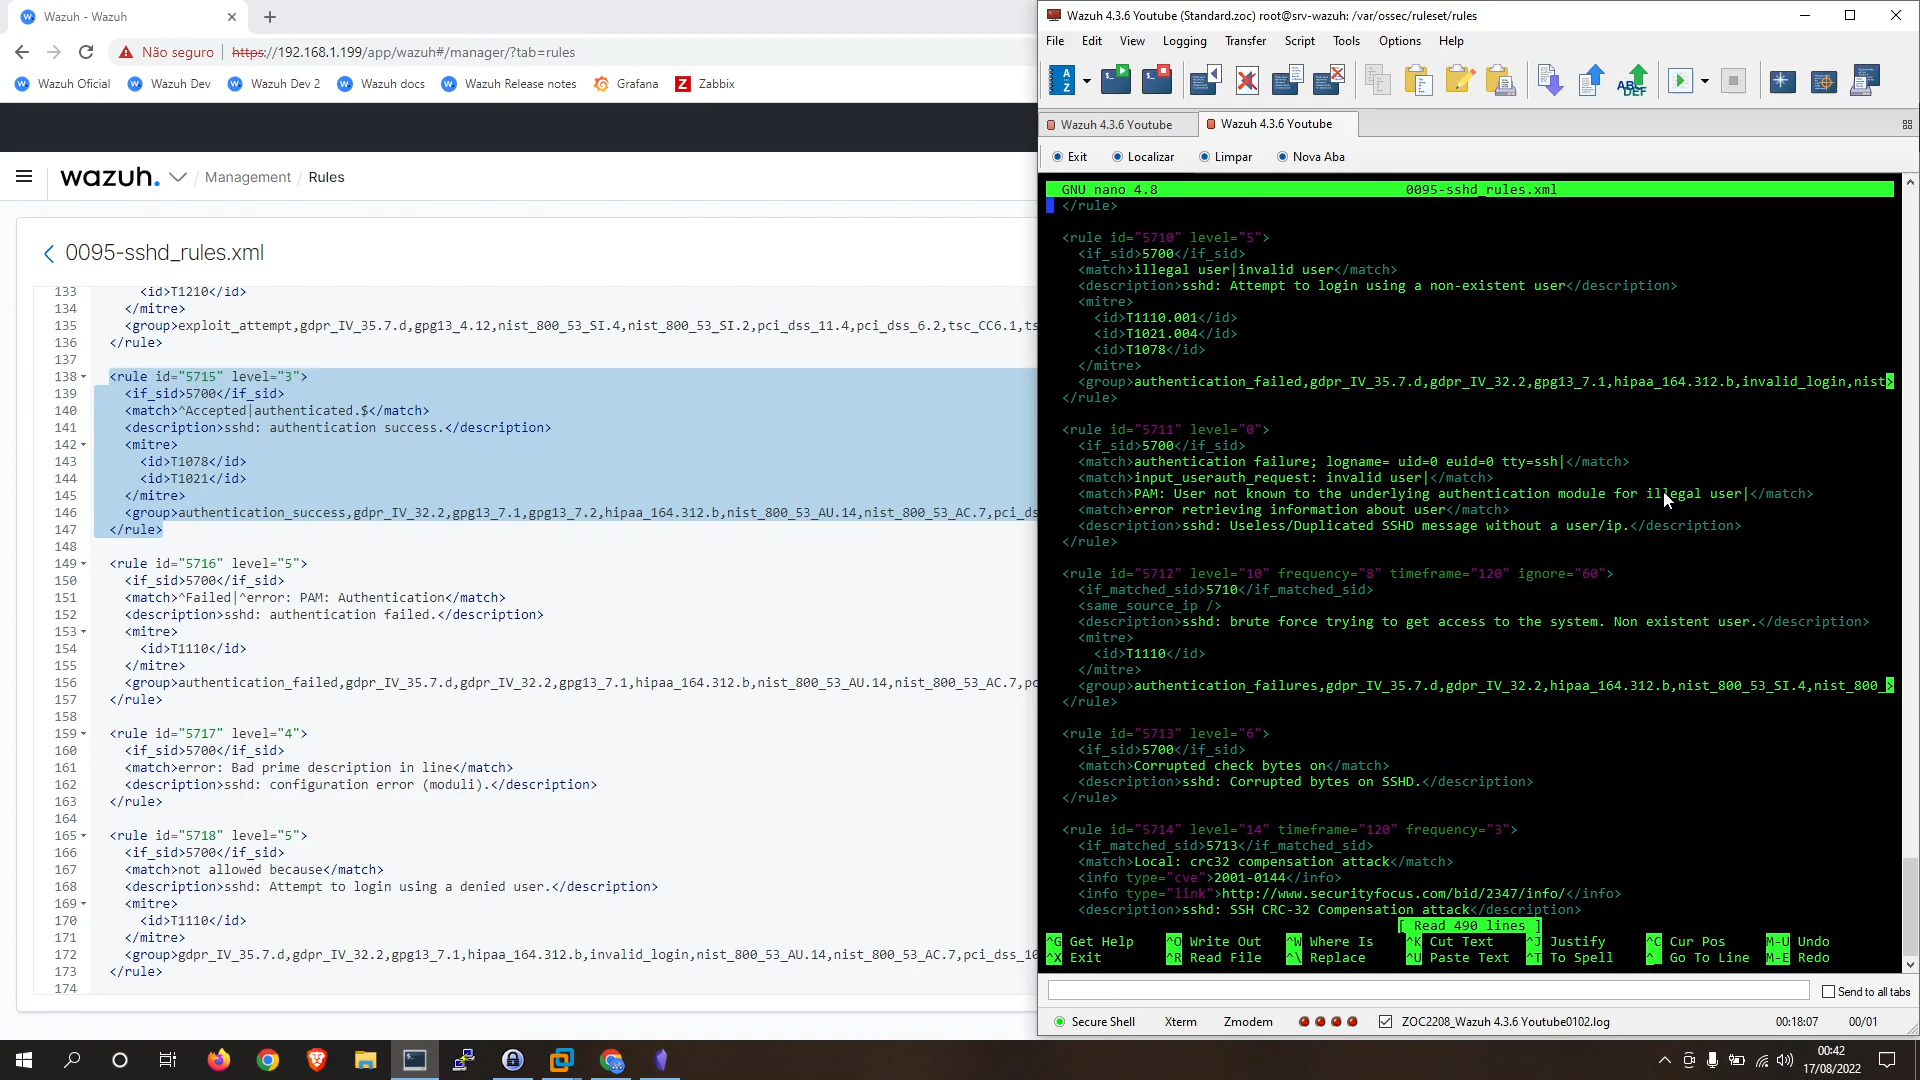 Wazuh - Wazuh
Não seguro
https://192.168.1.199/app/wazuh#/manager/?tab=rules
Wazuh Oficial
Wazuh Dev
Wazuh Dev 2
Wazuh docs
Wazuh Release notes
Grafana
Zabbix
wazuh.
/ Management / Rules
0095-sshd_rules.xml
133 <id>T1210</id>
134 </mitre>
135 <group>exploit_attempt,gdpr_IV_35.7.d,gpg13_4.12,nist_800_53_SI.4,nist_800_53_SI.2,pci_dss_11.4,pci_dss_6.2,tsc_CC6.1,ts
136 </rule>
137
138 <rule id="5715" level="3">
139 <if_sid>5700</if_sid>
140 <match>^Accepted|authenticated.$</match>
141 <description>sshd: authentication success.</description>
142 <mitre>
143 <id>T1078</id>
144 <id>T1021</id>
145 </mitre>
146 <group>authentication_success,gdpr_IV_32.2,gpg13_7.1,gpg13_7.2,hipaa_164.312.b,nist_800_53_AU.14,nist_800_53_AC.7,pci_ds
147 </rule>
148
149 <rule id="5716" level="5">
150 <if_sid>5700</if_sid>
151 <match>^Failed|^error: PAM: Authentication</match>
152 <description>sshd: authentication failed.</description>
153 <mitre>
154 <id>T1110</id>
155 </mitre>
156 <group>authentication_failed,gdpr_IV_35.7.d,gdpr_IV_32.2,gpg13_7.1,hipaa_164.312.b,nist_800_53_AU.14,nist_800_53_AC.7,pc
157 </rule>
158
159 <rule id="5717" level="4">
160 <if_sid>5700</if_sid>
161 <match>error: Bad prime description in line</match>
162 <description>sshd: configuration error (moduli).</description>
163 </rule>
164
165 <rule id="5718" level="5">
166 <if_sid>5700</if_sid>
167 <match>not allowed because</match>
168 <description>sshd: Attempt to login using a denied user.</description>
169 <mitre>
170 <id>T1110</id>
171 </mitre>
172 <group>gdpr_IV_35.7.d,gdpr_IV_32.2,gpg13_7.1,hipaa_164.312.b,invalid_login,nist_800_53_AU.14,nist_800_53_AC.7,pci_dss_10
173 </rule>
174
Wazuh 4.3.6 Youtube (Standard.zoc) root@srv-wazuh: /var/ossec/ruleset/rules
File Edit View Logging Transfer Script Tools Options Help
Wazuh 4.3.6 Youtube
Wazuh 4.3.6 Youtube
Exit Localizar Limpar Nova Aba
GNU nano 4.8 0095-sshd_rules.xml
</rule>
<rule id="5710" level="5">
<if_sid>5700</if_sid>
<match>illegal user|invalid user</match>
<description>sshd: Attempt to login using a non-existent user</description>
<mitre>
<id>T1110.001</id>
<id>T1021.004</id>
<id>T1078</id>
</mitre>
<group>authentication_failed,gdpr_IV_35.7.d,gdpr_IV_32.2,gpg13_7.1,hipaa_164.312.b,invalid_login,nist>
</rule>
<rule id="5711" level="0">
<if_sid>5700</if_sid>
<match>authentication failure; logname= uid=0 euid=0 tty=ssh|</match>
<match>input_userauth_request: invalid user|</match>
<match>PAM: User not known to the underlying authentication module for illegal user|</match>
<match>error retrieving information about user</match>
<description>sshd: Useless/Duplicated SSHD message without a user/ip.</description>
</rule>
<rule id="5712" level="10" frequency="8" timeframe="120" ignore="60">
<if_matched_sid>5710</if_matched_sid>
<same_source_ip />
<description>sshd: brute force trying to get access to the system. Non existent user.</description>
<mitre>
<id>T1110</id>
</mitre>
<group>authentication_failures,gdpr_IV_35.7.d,gdpr_IV_32.2,hipaa_164.312.b,nist_800_53_SI.4,nist_800_>
</rule>
<rule id="5713" level="6">
<if_sid>5700</if_sid>
<match>Corrupted check bytes on</match>
<description>sshd: Corrupted bytes on SSHD.</description>
</rule>
<rule id="5714" level="14" timeframe="120" frequency="3">
<if_matched_sid>5713</if_matched_sid>
<match>Local: crc32 compensation attack</match>
<info type="cve">2001-0144</info>
<info type="link">http://www.securityfocus.com/bid/2347/info/</info>
<description>sshd: SSH CRC-32 Compensation attack</description>
[ Read 490 lines ]
^G Get Help ^O Write Out ^W Where Is ^K Cut Text ^J Justify ^C Cur Pos M-U Undo
^X Exit ^R Read File ^\ Replace ^U Paste Text ^T To Spell ^_ Go To Line M-E Redo
Send to all tabs
Secure Shell Xterm Zmodem ZOC2208_Wazuh 4.3.6 Youtube0102.log 00:18:07 00/01
00:42
17/08/2022